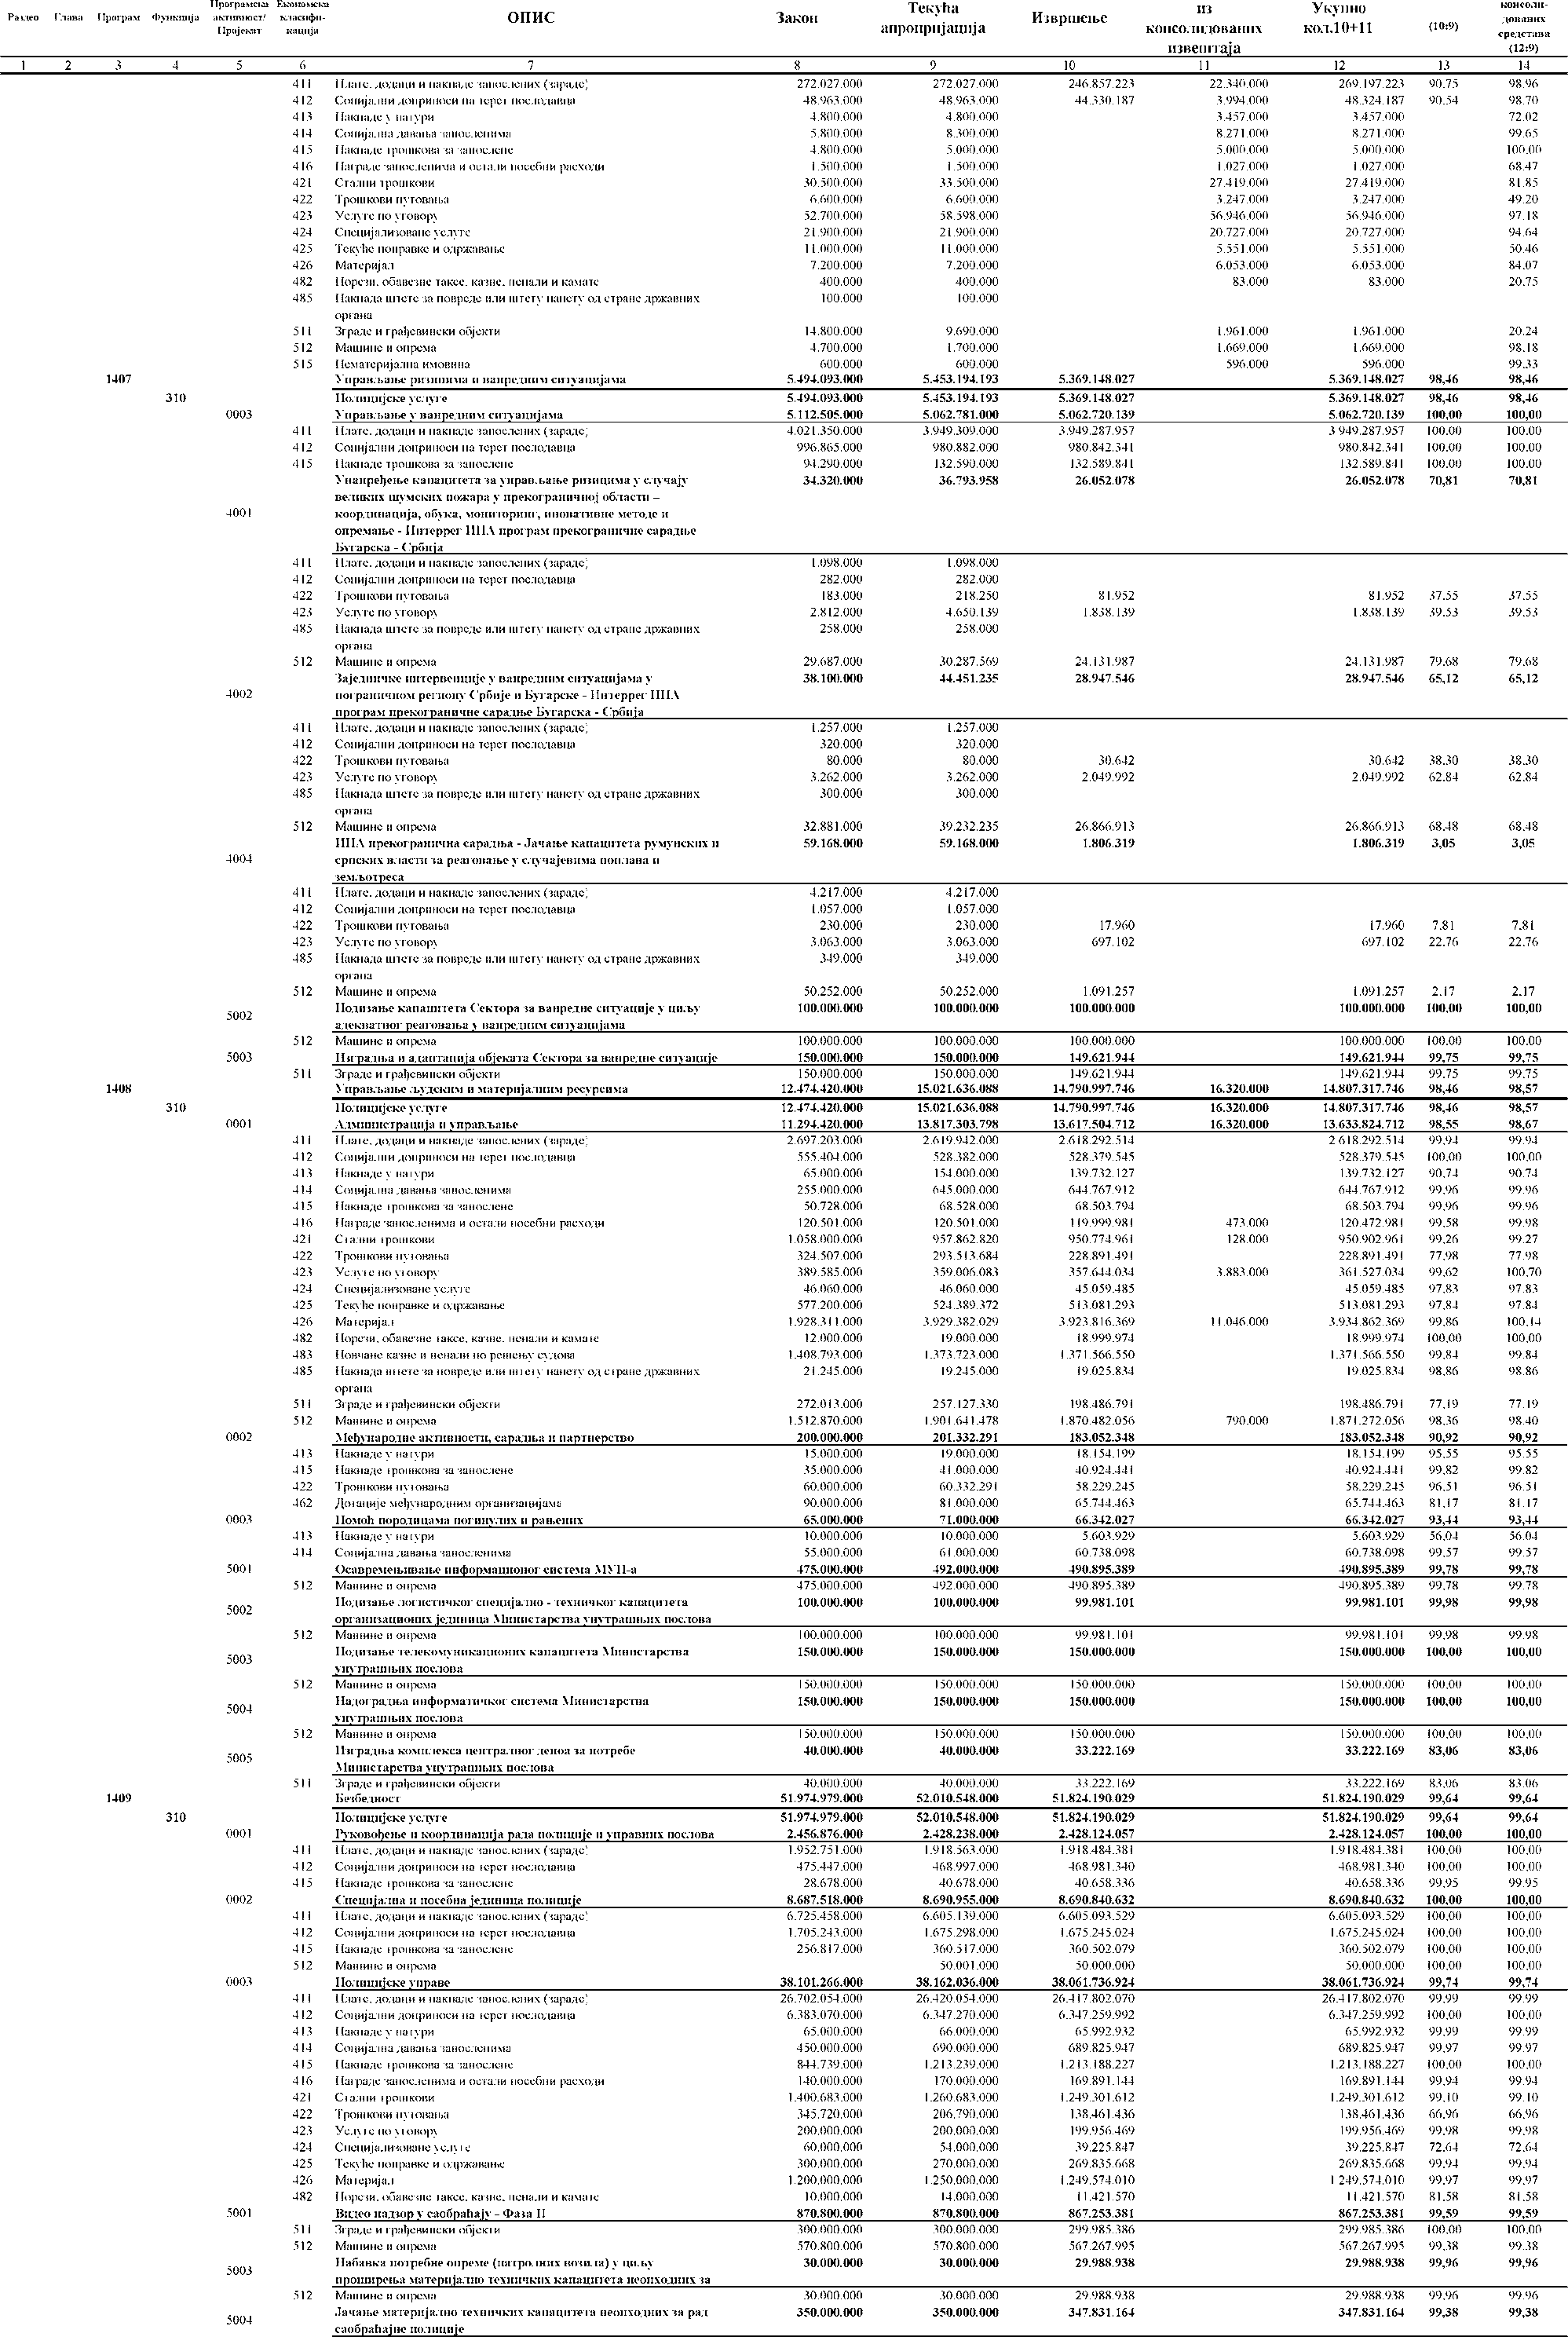 Раздео Глава Програм Функција Програмска активност/ Пројекат Економска класифи-кација ОПИС Закон Текућа апропријација Извршење из консолидованих извештаја Укупно кол.10+11 (10:9) консоли-дованих средстава (12:9)
1 2 3 4 5 6 7 8 9 10 11 12 13 14
411 Плате, додаци и накнаде запослених (зараде) 272.027.000 272.027.000 246.857.223 22.340.000 269.197.223 90,75 98,96
412 Социјални доприноси на терет послодавца 48.963.000 48.963.000 44.330.187 3.994.000 48.324.187 90,54 98,70
413 Накнаде у натури 4.800.000 4.800.000 3.457.000 3.457.000 72,02
414 Социјална давања запосленима 5.800.000 8.300.000 8.271.000 8.271.000 99,65
415 Накнаде трошкова за запослене 4.800.000 5.000.000 5.000.000 5.000.000 100,00
416 Награде запосленима и остали посебни расходи 1.500.000 1.500.000 1.027.000 1.027.000 68,47
421 Стални трошкови 30.500.000 33.500.000 27.419.000 27.419.000 81,85
422 Трошкови путовања 6.600.000 6.600.000 3.247.000 3.247.000 49,20
423 Услуге по уговору 52.700.000 58.598.000 56.946.000 56.946.000 97,18
424 Специјализоване услуге 21.900.000 21.900.000 20.727.000 20.727.000 94,64
425 Текуће поправке и одржавање 11.000.000 11.000.000 5.551.000 5.551.000 50,46
426 Материјал 7.200.000 7.200.000 6.053.000 6.053.000 84,07
482 Порези, обавезне таксе, казне, пенали и камате 400.000 400.000 83.000 83.000 20,75
485 Накнада штете за повреде или штету нанету од стране државних 100.000 100.000
органа
511 Зграде и грађевински објекти 14.800.000 9.690.000 1.961.000 1.961.000 20,24
512 Машине и опрема 4.700.000 1.700.000 1.669.000 1.669.000 98,18
515 Нематеријална имовина 600.000 600.000 596.000 596.000 99,33
1407 Управљање ризицима и ванредним ситуацијама 5.494.093.000 5.453.194.193 5.369.148.027 5.369.148.027 98,46 98,46
310 Полицијске услуге 5.494.093.000 5.453.194.193 5.369.148.027 5.369.148.027 98,46 98,46
0003 Управљање у ванредним ситуацијама 5.112.505.000 5.062.781.000 5.062.720.139 5.062.720.139 100,00 100,00
411 Плате, додаци и накнаде запослених (зараде) 4.021.350.000 3.949.309.000 3.949.287.957 3.949.287.957 100,00 100,00
412 Социјални доприноси на терет послодавца 996.865.000 980.882.000 980.842.341 980.842.341 100,00 100,00
415 Накнаде трошкова за запослене 94.290.000 132.590.000 132.589.841 132.589.841 100,00 100,00
4001 Унапређење капацитета за управљање ризицима у случају 34.320.000 36.793.958 26.052.078 26.052.078 70,81 70,81
великих шумских пожара у прекограничној области –
координација, обука, мониторинг, иновативне методе и
опремање - Интеррег ИПА програм прекограничне сарадње
Бугарска - Србија
411 Плате, додаци и накнаде запослених (зараде) 1.098.000 1.098.000
412 Социјални доприноси на терет послодавца 282.000 282.000
422 Трошкови путовања 183.000 218.250 81.952 81.952 37,55 37,55
423 Услуге по уговору 2.812.000 4.650.139 1.838.139 1.838.139 39,53 39,53
485 Накнада штете за повреде или штету нанету од стране државних 258.000 258.000
органа
512 Машине и опрема 29.687.000 30.287.569 24.131.987 24.131.987 79,68 79,68
4002 Заједничке интервенције у ванредним ситуацијама у 38.100.000 44.451.235 28.947.546 28.947.546 65,12 65,12
пограничном региону Србије и Бугарске - Интеррег ИПА
програм прекограничне сарадње Бугарска - Србија
411 Плате, додаци и накнаде запослених (зараде) 1.257.000 1.257.000
412 Социјални доприноси на терет послодавца 320.000 320.000
422 Трошкови путовања 80.000 80.000 30.642 30.642 38,30 38,30
423 Услуге по уговору 3.262.000 3.262.000 2.049.992 2.049.992 62,84 62,84
485 Накнада штете за повреде или штету нанету од стране државних 300.000 300.000
органа
512 Машине и опрема 32.881.000 39.232.235 26.866.913 26.866.913 68,48 68,48
4004 ИПА прекогранична сарадња - Јачање капацитета румунских и 59.168.000 59.168.000 1.806.319 1.806.319 3,05 3,05
српских власти за реаговање у случајевима поплава и
земљотреса
411 Плате, додаци и накнаде запослених (зараде) 4.217.000 4.217.000
412 Социјални доприноси на терет послодавца 1.057.000 1.057.000
422 Трошкови путовања 230.000 230.000 17.960 17.960 7,81 7,81
423 Услуге по уговору 3.063.000 3.063.000 697.102 697.102 22,76 22,76
485 Накнада штете за повреде или штету нанету од стране државних 349.000 349.000
органа
512 Машине и опрема 50.252.000 50.252.000 1.091.257 1.091.257 2,17 2,17
5002 Подизање капацитета Сектора за ванредне ситуације у циљу 100.000.000 100.000.000 100.000.000 100.000.000 100,00 100,00
адекватног реаговања у ванредним ситуацијама
512 Машине и опрема 100.000.000 100.000.000 100.000.000 100.000.000 100,00 100,00
5003 Изградња и адаптација објеката Сектора за ванредне ситуације 150.000.000 150.000.000 149.621.944 149.621.944 99,75 99,75
511 Зграде и грађевински објекти 150.000.000 150.000.000 149.621.944 149.621.944 99,75 99,75
1408 Управљање људским и материјалним ресурсима 12.474.420.000 15.021.636.088 14.790.997.746 16.320.000 14.807.317.746 98,46 98,57
310 Полицијске услуге 12.474.420.000 15.021.636.088 14.790.997.746 16.320.000 14.807.317.746 98,46 98,57
0001 Администрација и управљање 11.294.420.000 13.817.303.798 13.617.504.712 16.320.000 13.633.824.712 98,55 98,67
411 Плате, додаци и накнаде запослених (зараде) 2.697.203.000 2.619.942.000 2.618.292.514 2.618.292.514 99,94 99,94
412 Социјални доприноси на терет послодавца 555.404.000 528.382.000 528.379.545 528.379.545 100,00 100,00
413 Накнаде у натури 65.000.000 154.000.000 139.732.127 139.732.127 90,74 90,74
414 Социјална давања запосленима 255.000.000 645.000.000 644.767.912 644.767.912 99,96 99,96
415 Накнаде трошкова за запослене 50.728.000 68.528.000 68.503.794 68.503.794 99,96 99,96
416 Награде запосленима и остали посебни расходи 120.501.000 120.501.000 119.999.981 473.000 120.472.981 99,58 99,98
421 Стални трошкови 1.058.000.000 957.862.820 950.774.961 128.000 950.902.961 99,26 99,27
422 Трошкови путовања 324.507.000 293.513.684 228.891.491 228.891.491 77,98 77,98
423 Услуге по уговору 389.585.000 359.006.083 357.644.034 3.883.000 361.527.034 99,62 100,70
424 Специјализоване услуге 46.060.000 46.060.000 45.059.485 45.059.485 97,83 97,83
425 Текуће поправке и одржавање 577.200.000 524.389.372 513.081.293 513.081.293 97,84 97,84
426 Материјал 1.928.311.000 3.929.382.029 3.923.816.369 11.046.000 3.934.862.369 99,86 100,14
482 Порези, обавезне таксе, казне, пенали и камате 12.000.000 19.000.000 18.999.974 18.999.974 100,00 100,00
483 Новчане казне и пенали по решењу судова 1.408.793.000 1.373.723.000 1.371.566.550 1.371.566.550 99,84 99,84
485 Накнада штете за повреде или штету нанету од стране државних 21.245.000 19.245.000 19.025.834 19.025.834 98,86 98,86
органа
511 Зграде и грађевински објекти 272.013.000 257.127.330 198.486.791 198.486.791 77,19 77,19
512 Машине и опрема 1.512.870.000 1.901.641.478 1.870.482.056 790.000 1.871.272.056 98,36 98,40
0002 Међународне активности, сарадња и партнерство 200.000.000 201.332.291 183.052.348 183.052.348 90,92 90,92
413 Накнаде у натури 15.000.000 19.000.000 18.154.199 18.154.199 95,55 95,55
415 Накнаде трошкова за запослене 35.000.000 41.000.000 40.924.441 40.924.441 99,82 99,82
422 Трошкови путовања 60.000.000 60.332.291 58.229.245 58.229.245 96,51 96,51
462 Дотације међународним организацијама 90.000.000 81.000.000 65.744.463 65.744.463 81,17 81,17
0003 Помоћ породицама погинулих и рањених 65.000.000 71.000.000 66.342.027 66.342.027 93,44 93,44
413 Накнаде у натури 10.000.000 10.000.000 5.603.929 5.603.929 56,04 56,04
414 Социјална давања запосленима 55.000.000 61.000.000 60.738.098 60.738.098 99,57 99,57
5001 Осавремењивање информационог система МУП-а 475.000.000 492.000.000 490.895.389 490.895.389 99,78 99,78
512 Машине и опрема 475.000.000 492.000.000 490.895.389 490.895.389 99,78 99,78
5002 Подизање логистичког специјално - техничког капацитета 100.000.000 100.000.000 99.981.101 99.981.101 99,98 99,98
организационих јединица Министарства унутрашњих послова
512 Машине и опрема 100.000.000 100.000.000 99.981.101 99.981.101 99,98 99,98
5003 Подизање телекомуникационих капацитета Министарства 150.000.000 150.000.000 150.000.000 150.000.000 100,00 100,00
унутрашњих послова
512 Машине и опрема 150.000.000 150.000.000 150.000.000 150.000.000 100,00 100,00
5004 Надоградња информатичког система Министарства 150.000.000 150.000.000 150.000.000 150.000.000 100,00 100,00
унутрашњих послова
512 Машине и опрема 150.000.000 150.000.000 150.000.000 150.000.000 100,00 100,00
5005 Изградња комплекса централног депоа за потребе 40.000.000 40.000.000 33.222.169 33.222.169 83,06 83,06
Министарства унутрашњих послова
511 Зграде и грађевински објекти 40.000.000 40.000.000 33.222.169 33.222.169 83,06 83,06
1409 Безбедност 51.974.979.000 52.010.548.000 51.824.190.029 51.824.190.029 99,64 99,64
310 Полицијске услуге 51.974.979.000 52.010.548.000 51.824.190.029 51.824.190.029 99,64 99,64
0001 Руковођење и координација рада полиције и управних послова 2.456.876.000 2.428.238.000 2.428.124.057 2.428.124.057 100,00 100,00
411 Плате, додаци и накнаде запослених (зараде) 1.952.751.000 1.918.563.000 1.918.484.381 1.918.484.381 100,00 100,00
412 Социјални доприноси на терет послодавца 475.447.000 468.997.000 468.981.340 468.981.340 100,00 100,00
415 Накнаде трошкова за запослене 28.678.000 40.678.000 40.658.336 40.658.336 99,95 99,95
0002 Специјална и посебна јединица полиције 8.687.518.000 8.690.955.000 8.690.840.632 8.690.840.632 100,00 100,00
411 Плате, додаци и накнаде запослених (зараде) 6.725.458.000 6.605.139.000 6.605.093.529 6.605.093.529 100,00 100,00
412 Социјални доприноси на терет послодавца 1.705.243.000 1.675.298.000 1.675.245.024 1.675.245.024 100,00 100,00
415 Накнаде трошкова за запослене 256.817.000 360.517.000 360.502.079 360.502.079 100,00 100,00
512 Машине и опрема 50.001.000 50.000.000 50.000.000 100,00 100,00
0003 Полицијске управе 38.101.266.000 38.162.036.000 38.061.736.924 38.061.736.924 99,74 99,74
411 Плате, додаци и накнаде запослених (зараде) 26.702.054.000 26.420.054.000 26.417.802.070 26.417.802.070 99,99 99,99
412 Социјални доприноси на терет послодавца 6.383.070.000 6.347.270.000 6.347.259.992 6.347.259.992 100,00 100,00
413 Накнаде у натури 65.000.000 66.000.000 65.992.932 65.992.932 99,99 99,99
414 Социјална давања запосленима 450.000.000 690.000.000 689.825.947 689.825.947 99,97 99,97
415 Накнаде трошкова за запослене 844.739.000 1.213.239.000 1.213.188.227 1.213.188.227 100,00 100,00
416 Награде запосленима и остали посебни расходи 140.000.000 170.000.000 169.891.144 169.891.144 99,94 99,94
421 Стални трошкови 1.400.683.000 1.260.683.000 1.249.301.612 1.249.301.612 99,10 99,10
422 Трошкови путовања 345.720.000 206.790.000 138.461.436 138.461.436 66,96 66,96
423 Услуге по уговору 200.000.000 200.000.000 199.956.469 199.956.469 99,98 99,98
424 Специјализоване услуге 60.000.000 54.000.000 39.225.847 39.225.847 72,64 72,64
425 Текуће поправке и одржавање 300.000.000 270.000.000 269.835.668 269.835.668 99,94 99,94
426 Материјал 1.200.000.000 1.250.000.000 1.249.574.010 1.249.574.010 99,97 99,97
482 Порези, обавезне таксе, казне, пенали и камате 10.000.000 14.000.000 11.421.570 11.421.570 81,58 81,58
5001 Видео надзор у саобраћају - Фаза II 870.800.000 870.800.000 867.253.381 867.253.381 99,59 99,59
511 Зграде и грађевински објекти 300.000.000 300.000.000 299.985.386 299.985.386 100,00 100,00
512 Машине и опрема 570.800.000 570.800.000 567.267.995 567.267.995 99,38 99,38
5003 Набавка потребне опреме (патролних возила) у циљу 30.000.000 30.000.000 29.988.938 29.988.938 99,96 99,96
проширења материјално техничких капацитета неопходних за
512 Машине и опрема 30.000.000 30.000.000 29.988.938 29.988.938 99,96 99,96
5004 Јачање материјално техничких капацитета неопходних за рад 350.000.000 350.000.000 347.831.164 347.831.164 99,38 99,38
саобраћајне полиције